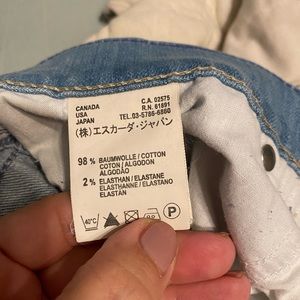 CANADA C.A. 02575
USA R.N. 61891
JAPAN TEL.03-5786-6860
(株)エスカーダ・ジャパン
98 % BAUMWOLLE / COTTON
COTON / ALGODON
ALGODÃO
2 % ELASTHAN / ELASTANE
ELASTHANNE / ELASTANO
ELASTAN
40°C
P